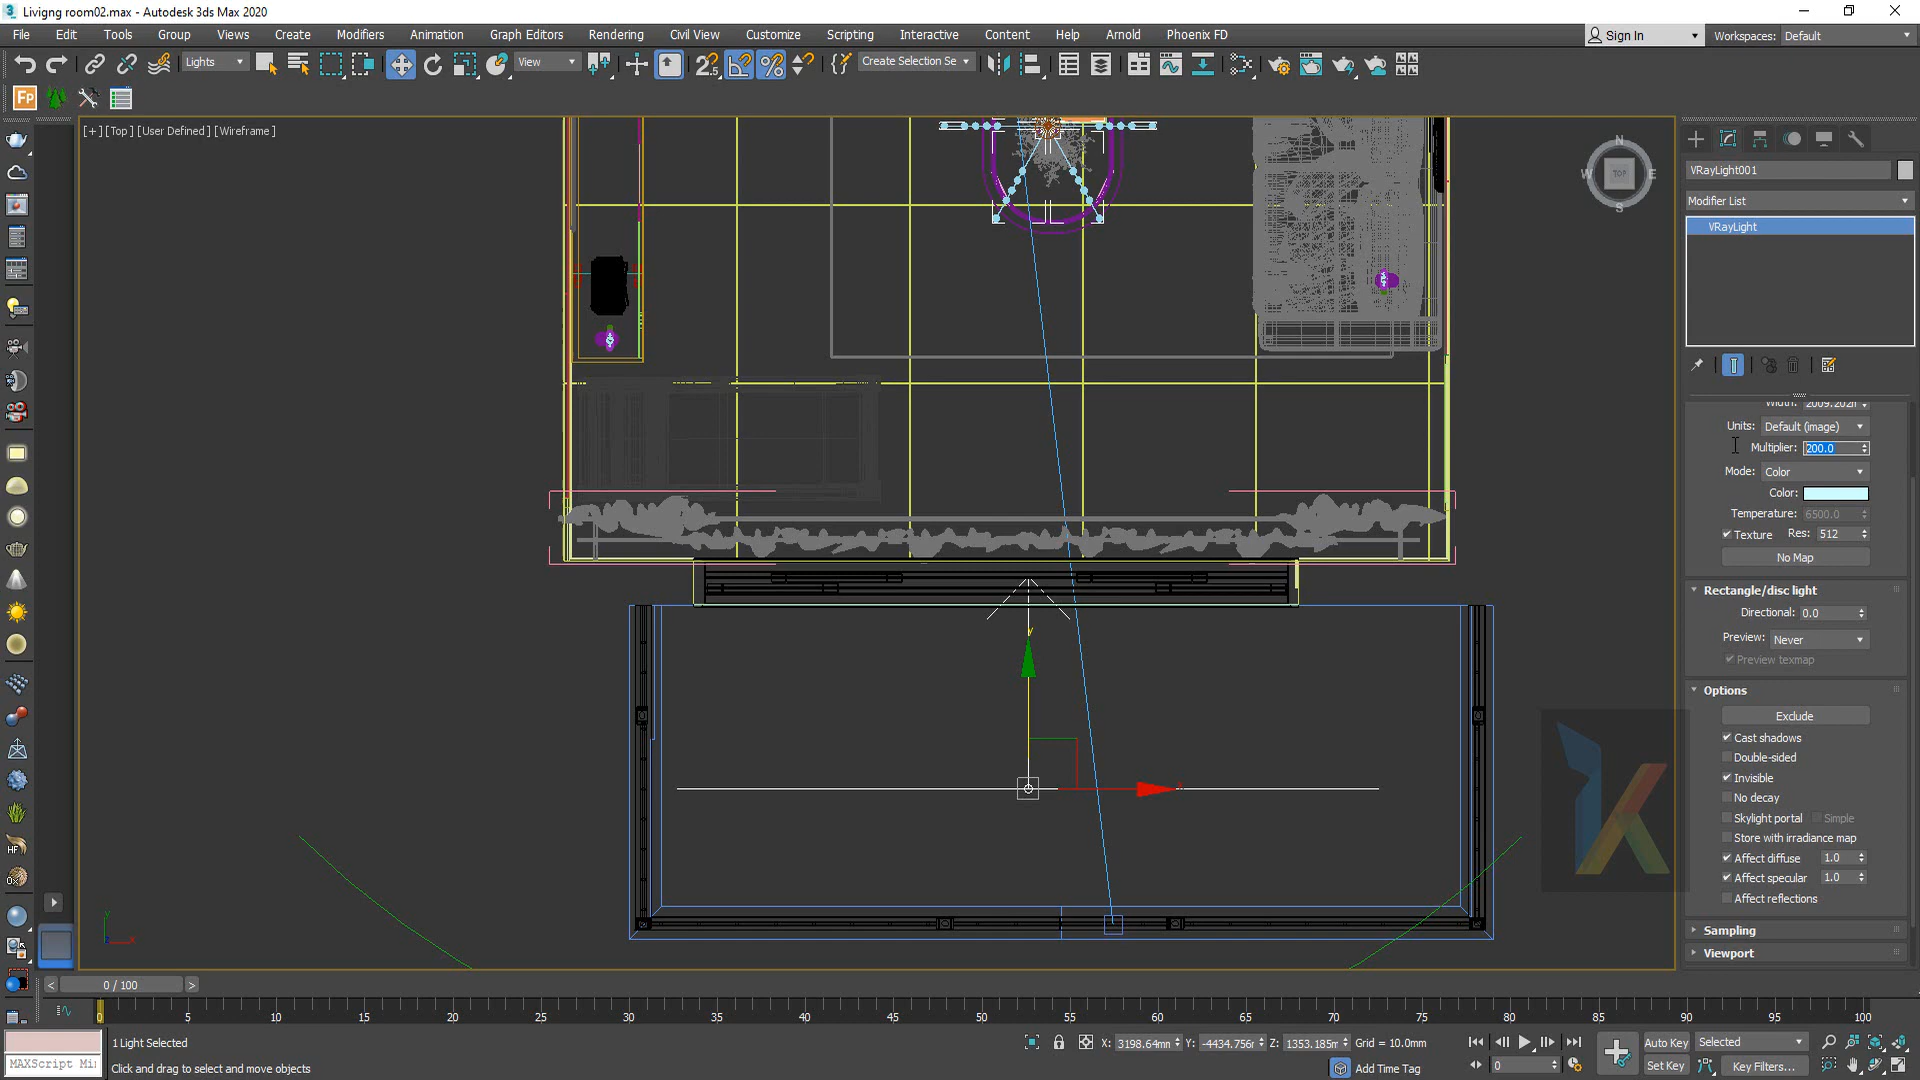 Livigng room02.max - Autodesk 3ds Max 2020
File Edit Tools Group Views Create Modifiers Animation Graph Editors Rendering Civil View Customize Scripting Interactive Content Help Arnold Phoenix FD
Sign In
Workspaces: Default
Lights
View
Create Selection Se
Fp
[+] [Top] [User Defined] [Wireframe]
N
W TOP E
S
VRayLight001
Modifier List
VRayLight
Units: Default (image)
Multiplier: 200.0
Mode: Color
Color:
Temperature: 6500.0
Texture Res: 512
No Map
Rectangle/disc light
Directional: 0.0
Preview: Never
Preview texmap
Options
Exclude
Cast shadows
Double-sided
Invisible
No decay
Skylight portal Simple
Store with irradiance map
Affect diffuse 1.0
Affect specular 1.0
Affect reflections
Sampling
Viewport
HF
y
x
0 / 100
0 5 10 15 20 25 30 35 40 45 50 55 60 65 70 75 80 85 90 95 100
1 Light Selected
X: 3198.64mm Y: -4434.756m Z: 1353.185m Grid = 10.0mm
Auto Key Selected
MAXScript Mi
Click and drag to select and move objects
Add Time Tag
0
Set Key Key Filters...